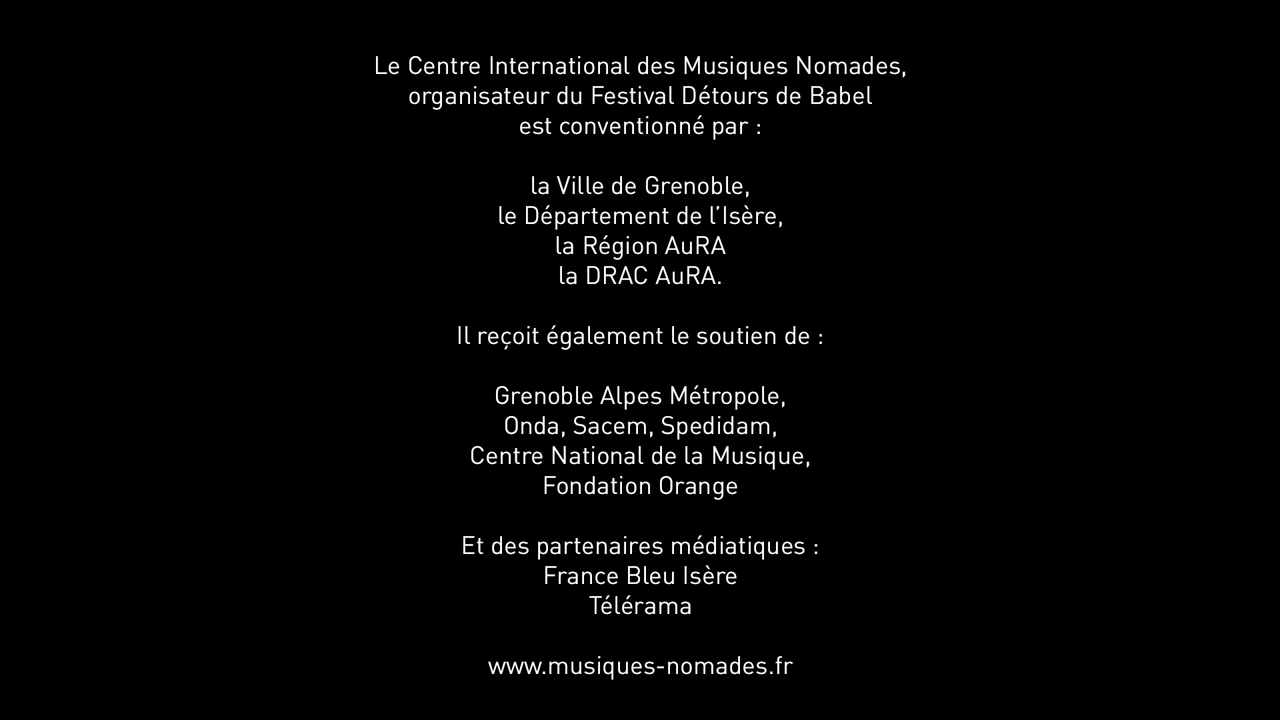 Le Centre International des Musiques Nomades,
organisateur du Festival Détours de Babel
est conventionné par :
la Ville de Grenoble,
le Département de l’Isère,
la Région AuRA
la DRAC AuRA.
Il reçoit également le soutien de :
Grenoble Alpes Métropole,
Onda, Sacem, Spedidam,
Centre National de la Musique,
Fondation Orange
Et des partenaires médiatiques :
France Bleu Isère
Télérama
www.musiques-nomades.fr